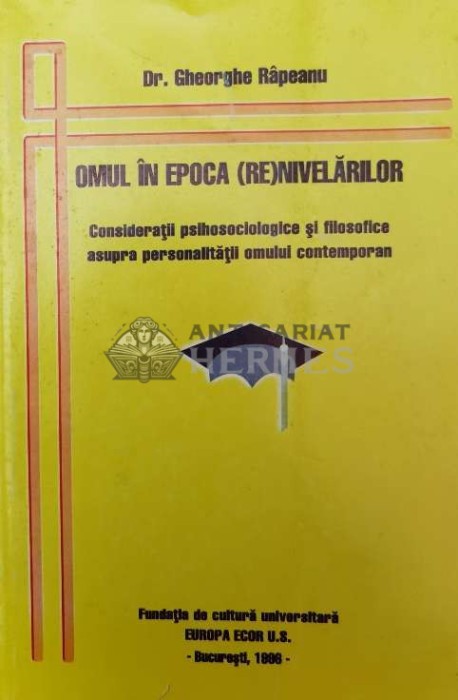 Dr. Gheorghe Râpeanu
OMUL ÎN EPOCA (RE)NIVELĂRILOR
Considerații psihosociologice și filosofice
asupra personalității omului contemporan
ANTICARIAT
HERMES
Fundația de cultură universitară
EUROPA ECOR U.S.
- București, 1996 -